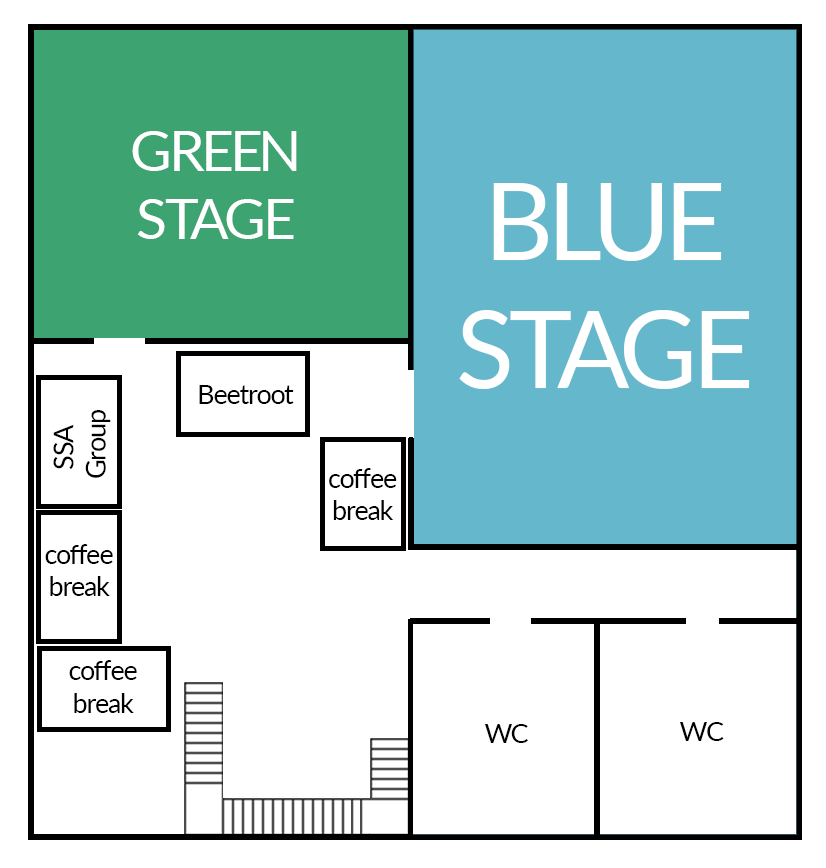 GREEN
STAGE
BLUE
STAGE
Beetroot
SSA
Group
coffee
break
coffee
break
coffee
break
WC
WC